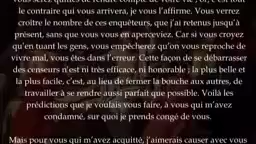 vous serez quittes de rendre compte de votre vie ; or, c'est tout
le contraire qui vous arrivera, je vous l'affirme. Vous verrez
croître le nombre de ces enquêteurs, que j'ai retenus jusqu'à
présent, sans que vous vous en aperceviez. Car si vous croyez
qu'en tuant les gens, vous empêcherez qu'on vous reproche de
vivre mal, vous êtes dans l'erreur. Cette façon de se débarrasser
des censeurs n'est ni très efficace, ni honorable ; la plus belle et
la plus facile, c'est, au lieu de fermer la bouche aux autres, de
travailler à se rendre aussi parfait que possible. Voilà les
prédictions que je voulais vous faire, à vous qui m'avez
condamné, sur quoi je prends congé de vous.
Mais pour vous qui m'avez acquitté, j'aimerais causer avec vous